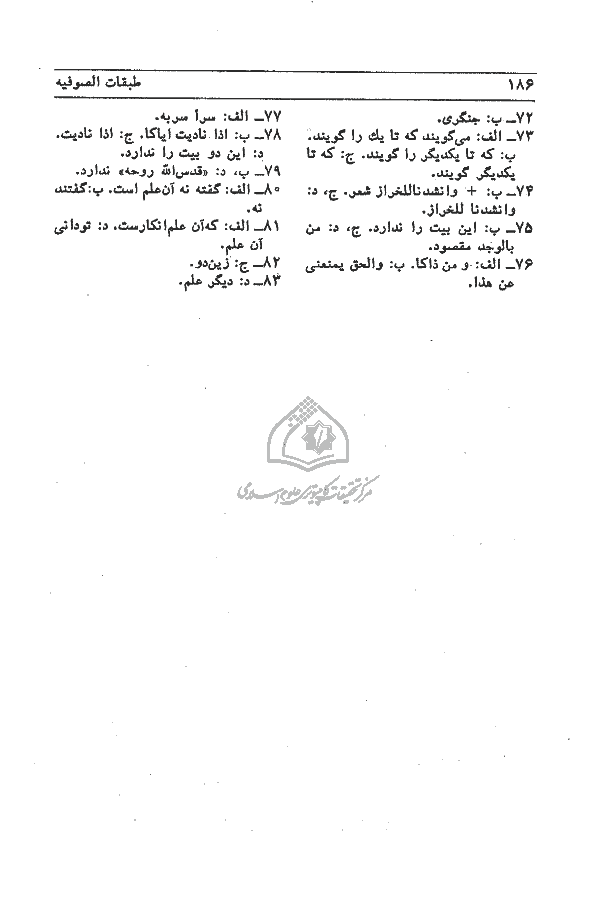 ۱۸۶
طبقات الصوفیه
۷۲ـ ب: جنگری.
۷۳ـ الف: می‌گویند که تا یك را گویند.
ب: که تا یکدیگر را گویند. ج: که تا
یکدیگر گویند.
۷۴ـ ب: + وانشدناللخراز شعر. ج، د:
وانشدنا للخراز.
۷۵ـ ب: این بیت را ندارد. ج، د: من
بالوجد مقصود.
۷۶ـ الف: و من ذاکا. ب: والحق یمنعنی
عن هذا.
۷۷ـ الف: سرأ سربه.
۷۸ـ ب: اذا نادیت ایاکا. ج: اذا نادیت.
د: این دو بیت را ندارد.
۷۹ـ ب، د: «قدس‌الله روحه» ندارد.
۸۰ـ الف: گفته نه آن‌علم است. ب:گفتند
نه.
۸۱ـ الف: که‌آن علم‌انکارست. د: تودانی
آن علم.
۸۲ـ ج: زین‌دو.
۸۳ـ د: دیگر علم.
مرکز تحقیقات کامپیوتری علوم اسلامی